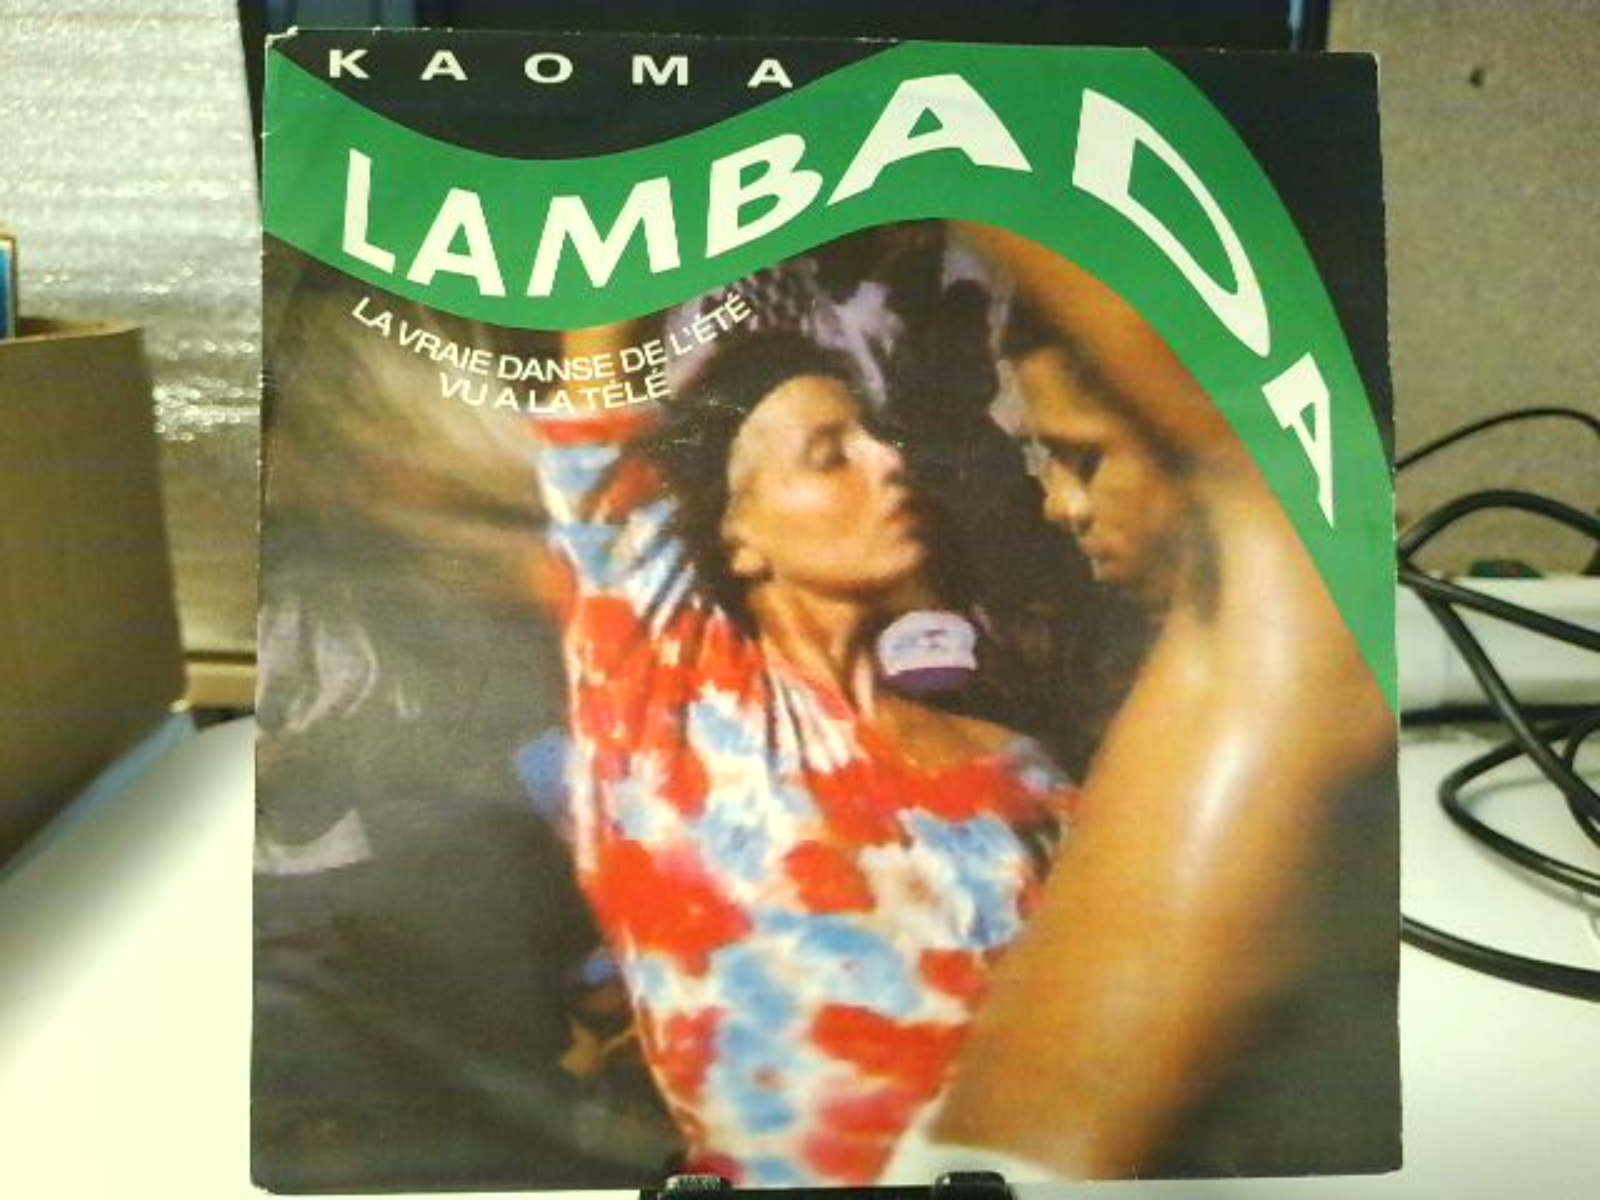 KAOMA
LAMBADA
LA VRAIE DANSE DE L'ÉTÉ
VU A LA TÉLÉ